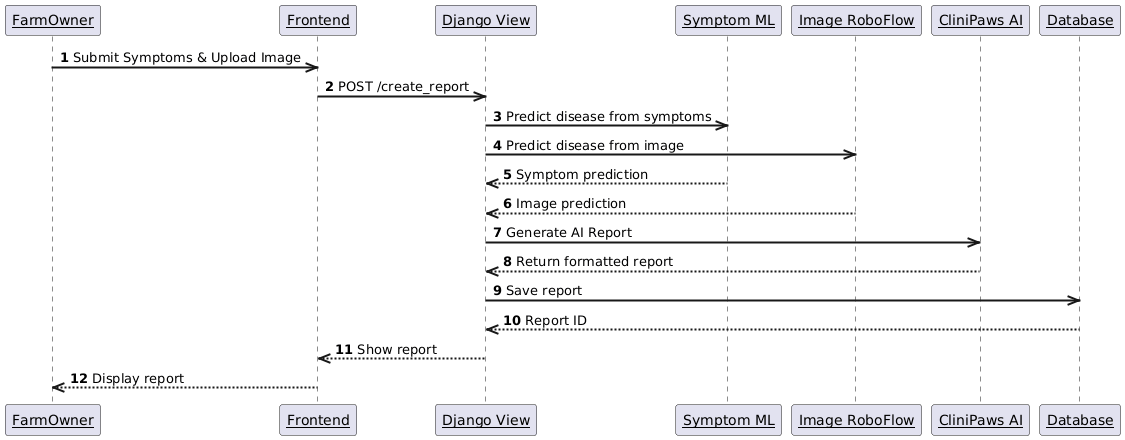 FarmOwner Frontend Django View Symptom ML Image RoboFlow CliniPaws AI Database
1 Submit Symptoms & Upload Image
2 POST /create_report
3 Predict disease from symptoms
4 Predict disease from image
5 Symptom prediction
6 Image prediction
7 Generate AI Report
8 Return formatted report
9 Save report
10 Report ID
11 Show report
12 Display report
FarmOwner Frontend Django View Symptom ML Image RoboFlow CliniPaws AI Database